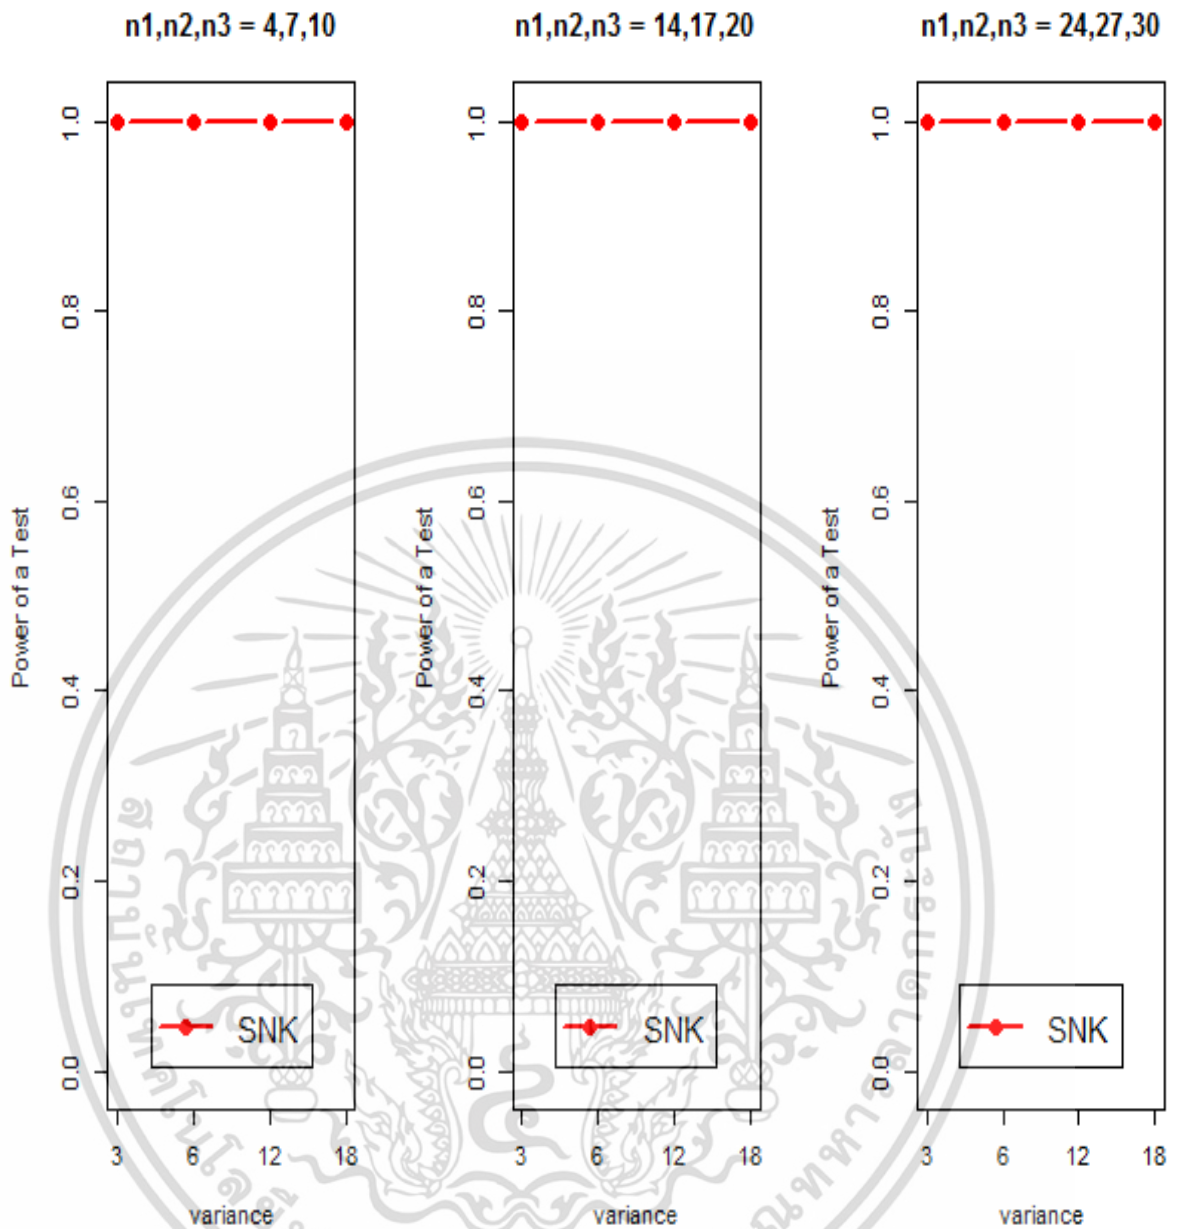 n1,n2,n3 = 4,7,10
1.0
0.8
0.6
0.4
0.2
0.0
Power of a Test
SNK
3 6 12 18
variance
n1,n2,n3 = 14,17,20
1.0
0.8
0.6
0.4
0.2
0.0
Power of a Test
SNK
3 6 12 18
variance
n1,n2,n3 = 24,27,30
1.0
0.8
0.6
0.4
0.2
0.0
Power of a Test
SNK
3 6 12 18
variance